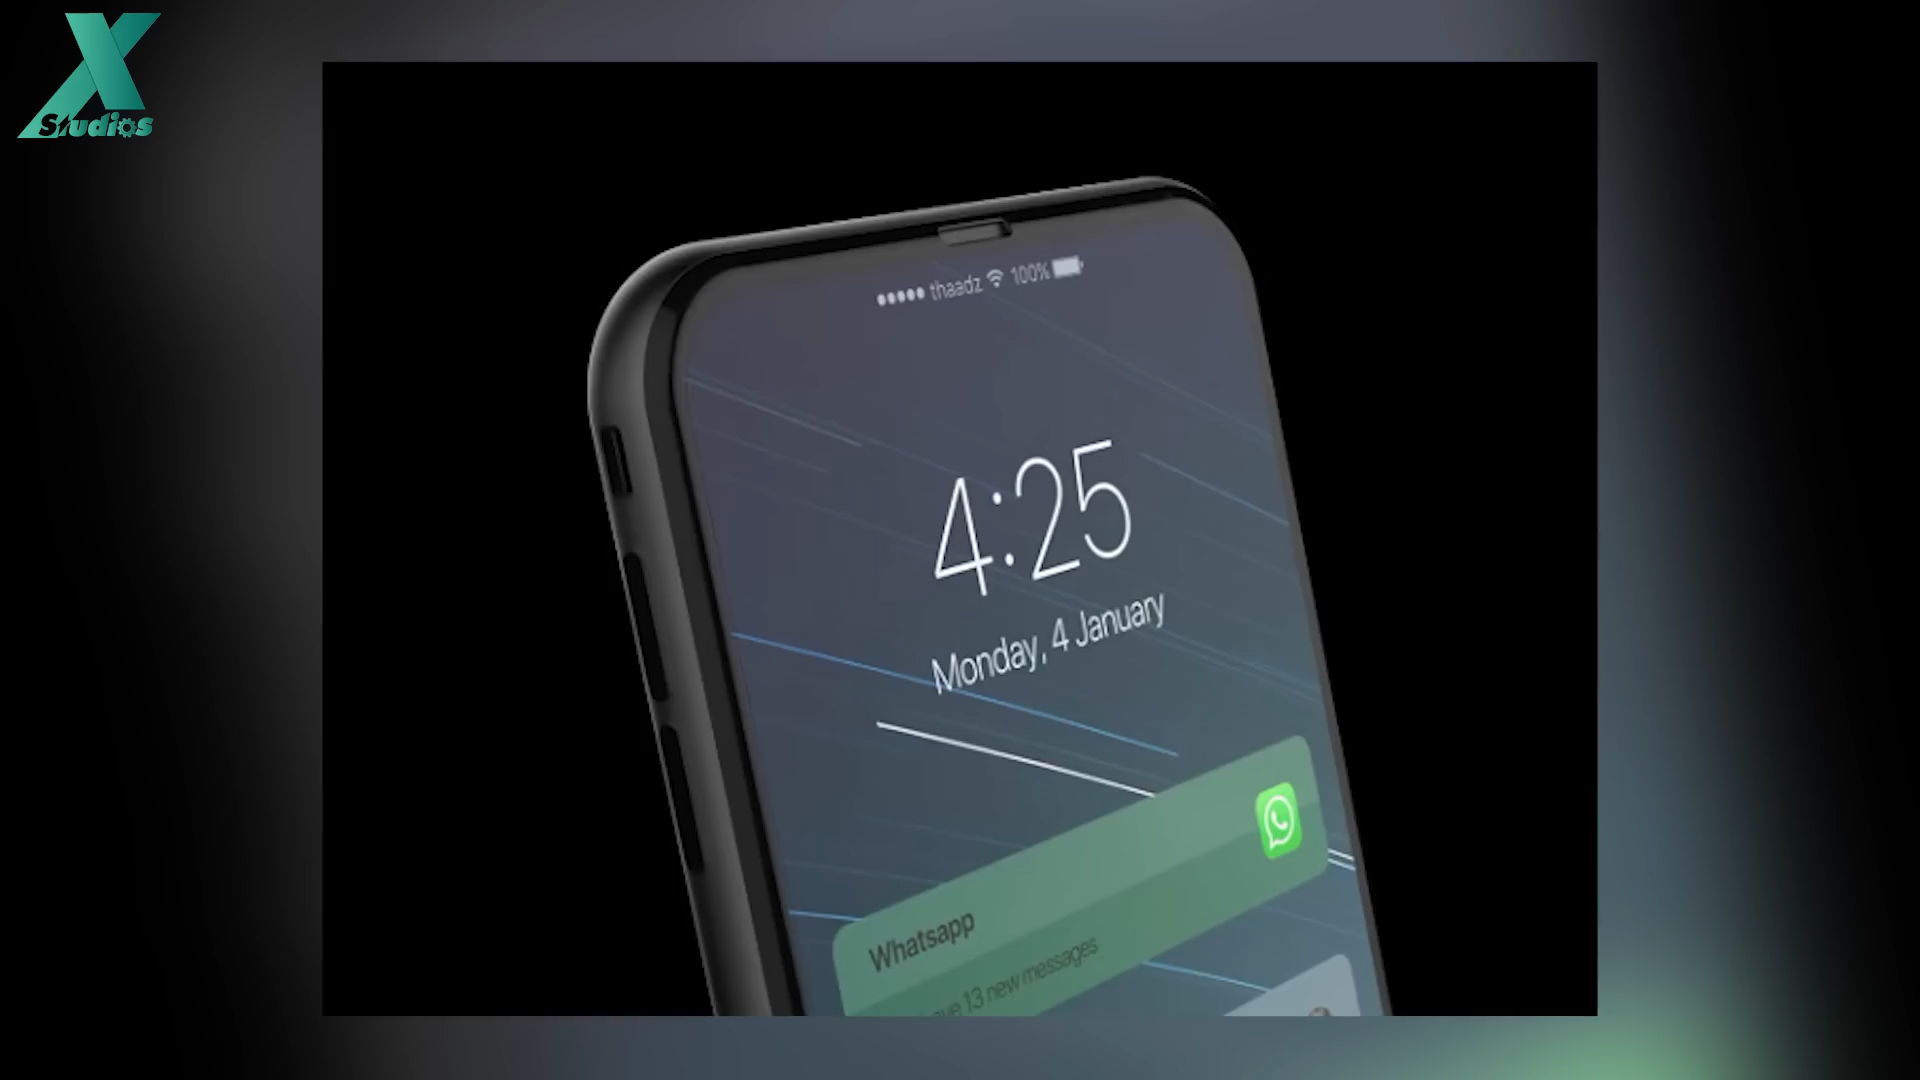 X
Studios
thaadz 100%
4:25
Monday, 4 January
Whatsapp
13 new messages